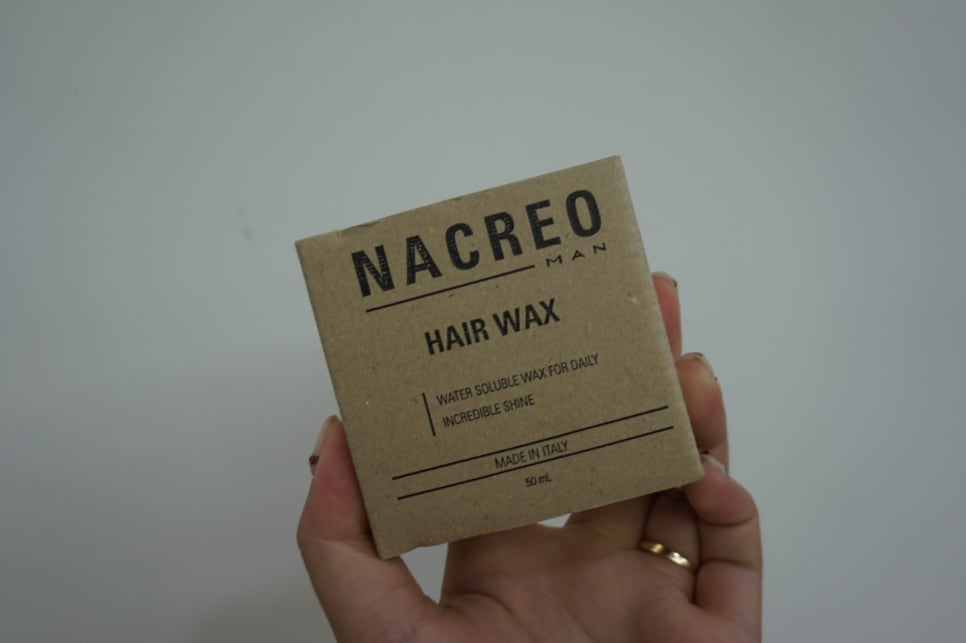 NACREO
MAN
HAIR WAX
WATER SOLUBLE WAX FOR DAILY
INCREDIBLE SHINE
MADE IN ITALY
50 mL